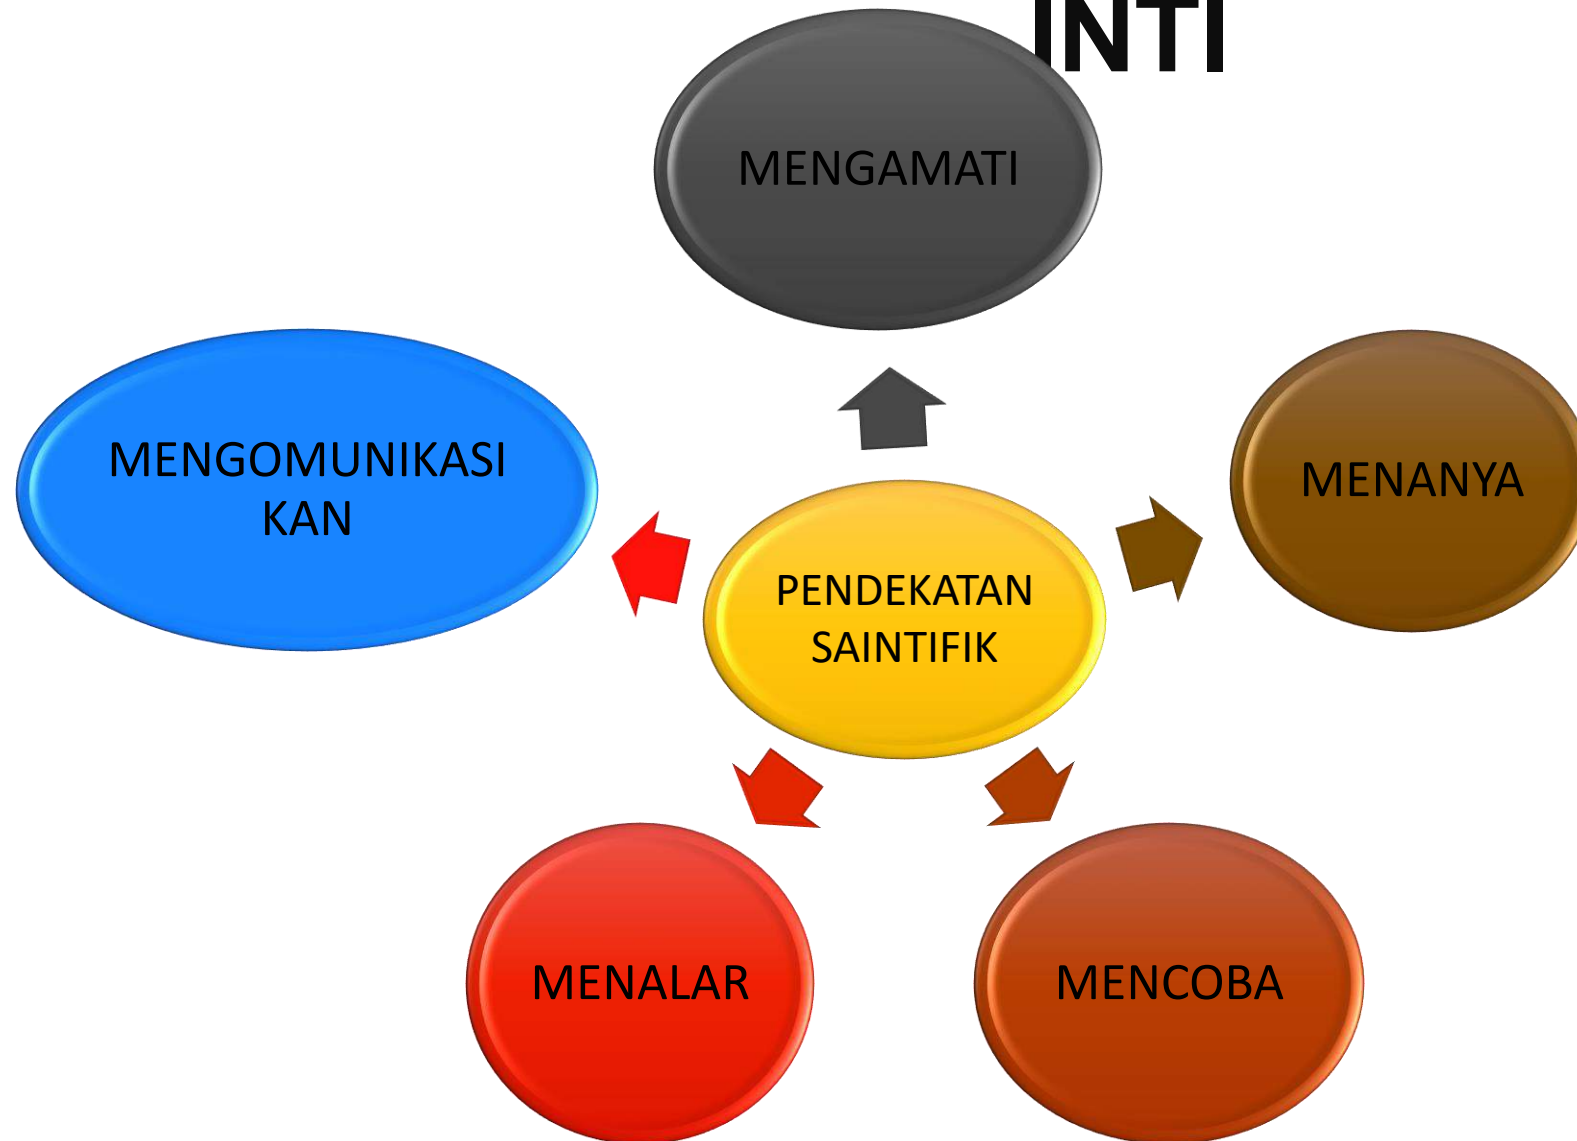 INTI
MENGAMATI
MENGOMUNIKASI
KAN
MENANYA
PENDEKATAN
SAINTIFIK
MENALAR
MENCOBA